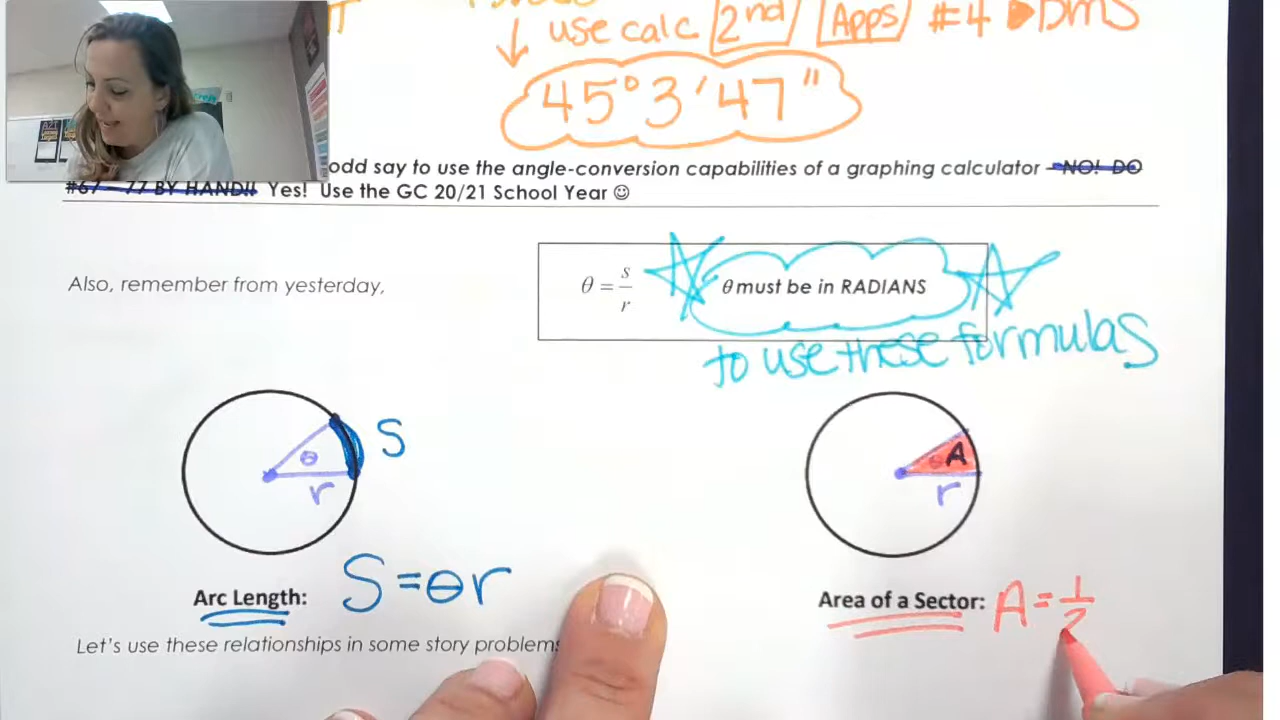 use calc 2nd Apps #4 ▶DMS
45°3'47"
odd say to use the angle-conversion capabilities of a graphing calculator – NO! DO
#67 – 77 BY HAND!! Yes! Use the GC 20/21 School Year ☺
Also, remember from yesterday,
θ = s/r θ must be in RADIANS
to use these formulas
θ
r
S
θ A
r
Arc Length: S = θr
Area of a Sector: A = 1/2
Let's use these relationships in some story problems